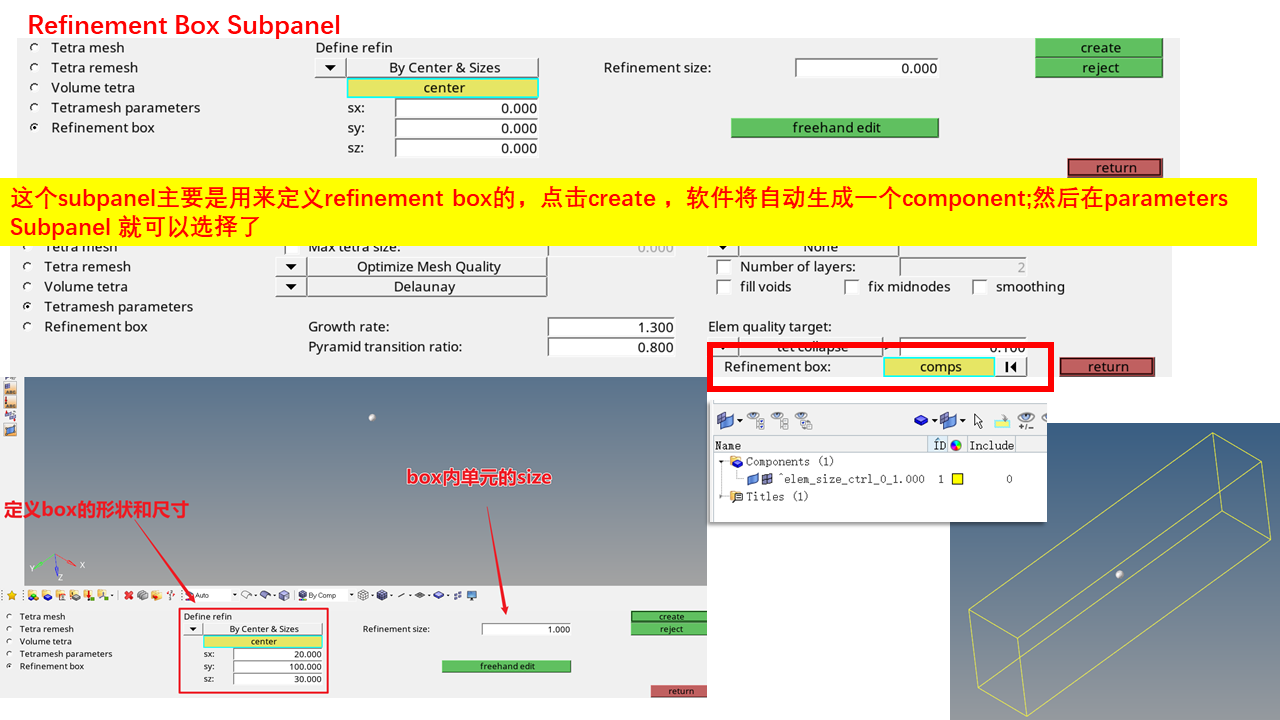 Refinement Box Subpanel
Tetra mesh
Tetra remesh
Volume tetra
Tetramesh parameters
Refinement box
Define refin
By Center & Sizes
center
sx: 0.000
sy: 0.000
sz: 0.000
Refinement size: 0.000
freehand edit
create
reject
return
这个subpanel主要是用来定义refinement box的，点击create ，软件将自动生成一个component;然后在parameters
Subpanel 就可以选择了
Tetra mesh
Tetra remesh
Volume tetra
Tetramesh parameters
Refinement box
Max tetra size: 0.000
Optimize Mesh Quality
Delaunay
Growth rate: 1.300
Pyramid transition ratio: 0.800
None
Number of layers: 2
fill voids fix midnodes smoothing
Elem quality target:
tet collapse 0.100
Refinement box: comps
return
Name ID Include
Components (1)
^elem_size_ctrl_0_1.000 1 0
Titles (1)
box内单元的size
定义box的形状和尺寸
Y X
Z
Auto By Comp
Tetra mesh
Tetra remesh
Volume tetra
Tetramesh parameters
Refinement box
Define refin
By Center & Sizes
center
sx: 20.000
sy: 100.000
sz: 30.000
Refinement size: 1.000
freehand edit
create
reject
return